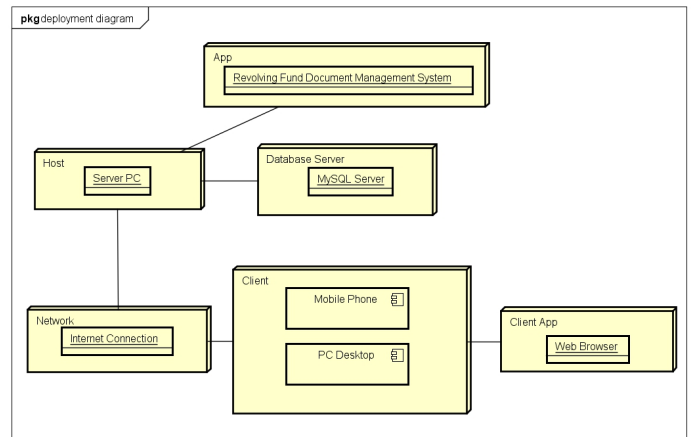 pkg deployment diagram
App
Revolving Fund Document Management System
Host
Server PC
Database Server
MySQL Server
Client
Mobile Phone
PC Desktop
Network
Internet Connection
Client App
Web Browser